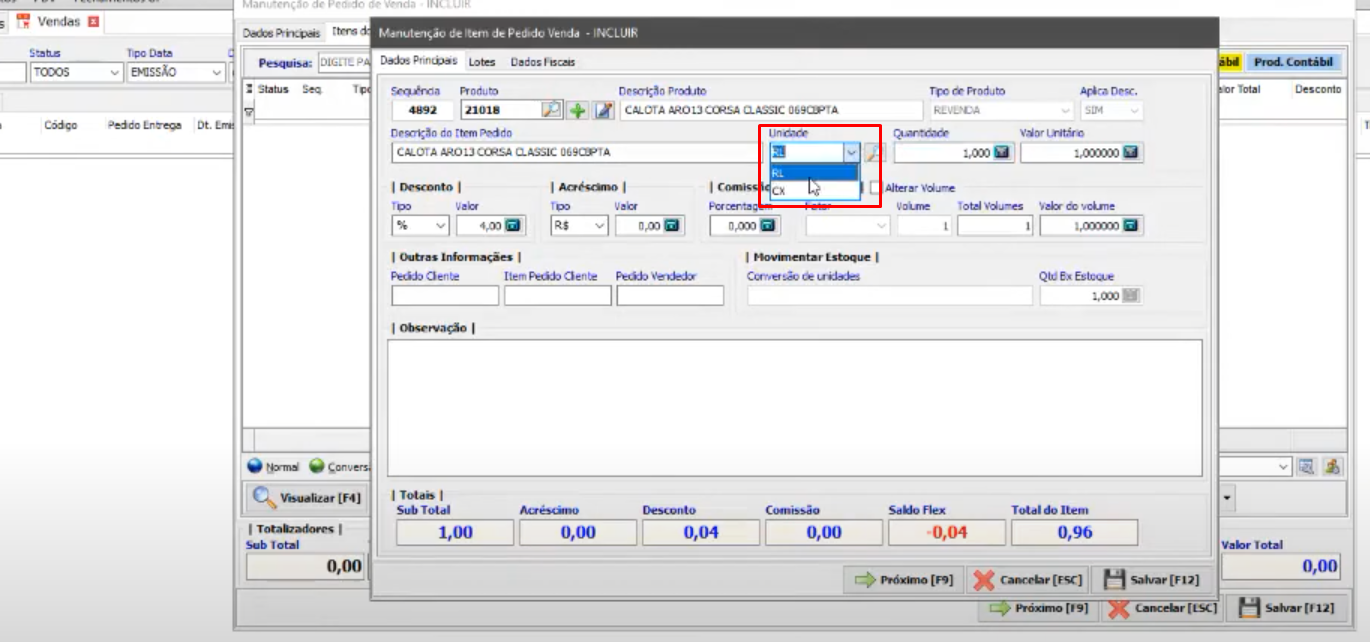 Manutenção de Pedido de Venda - INCLUIR
Vendas
Status
Tipo Data
TODOS
EMISSÃO
Código
Pedido Entrega
Dados Principais
Pesquisa:
Status
Seq.
Manutenção de Item de Pedido Venda - INCLUIR
Dados Principais Lotes Dados Fiscais
Sequência Produto Descrição Produto Tipo de Produto Aplica Desc.
4892 21018 CALOTA ARO13 CORSA CLASSIC 069CBPTA REVENDA SIM
Descrição do Item Pedido Unidade Quantidade Valor Unitário
CALOTA ARO13 CORSA CLASSIC 069CBPTA RL 1,000 1,000000
RL
CX
| Desconto | | Acréscimo | Alterar Volume
Tipo Valor Tipo Valor Porcentagem Volume Total Volumes Valor do volume
% 4,00 R$ 0,00 0,000 1 1 1,000000
| Outras Informações | | Movimentar Estoque |
Pedido Cliente Item Pedido Cliente Pedido Vendedor Conversão de unidades Qtd Bx Estoque
1,000
| Observação |
| Totais |
Sub Total Acréscimo Desconto Comissão Saldo Flex Total do Item
1,00 0,00 0,04 0,00 -0,04 0,96
Próximo [F9] Cancelar [ESC] Salvar [F12]
Prod. Contábil
Valor Total
Desconto
Normal
Visualizar [F4]
| Totalizadores |
Sub Total
0,00
Valor Total
0,00
Próximo [F9] Cancelar [ESC] Salvar [F12]